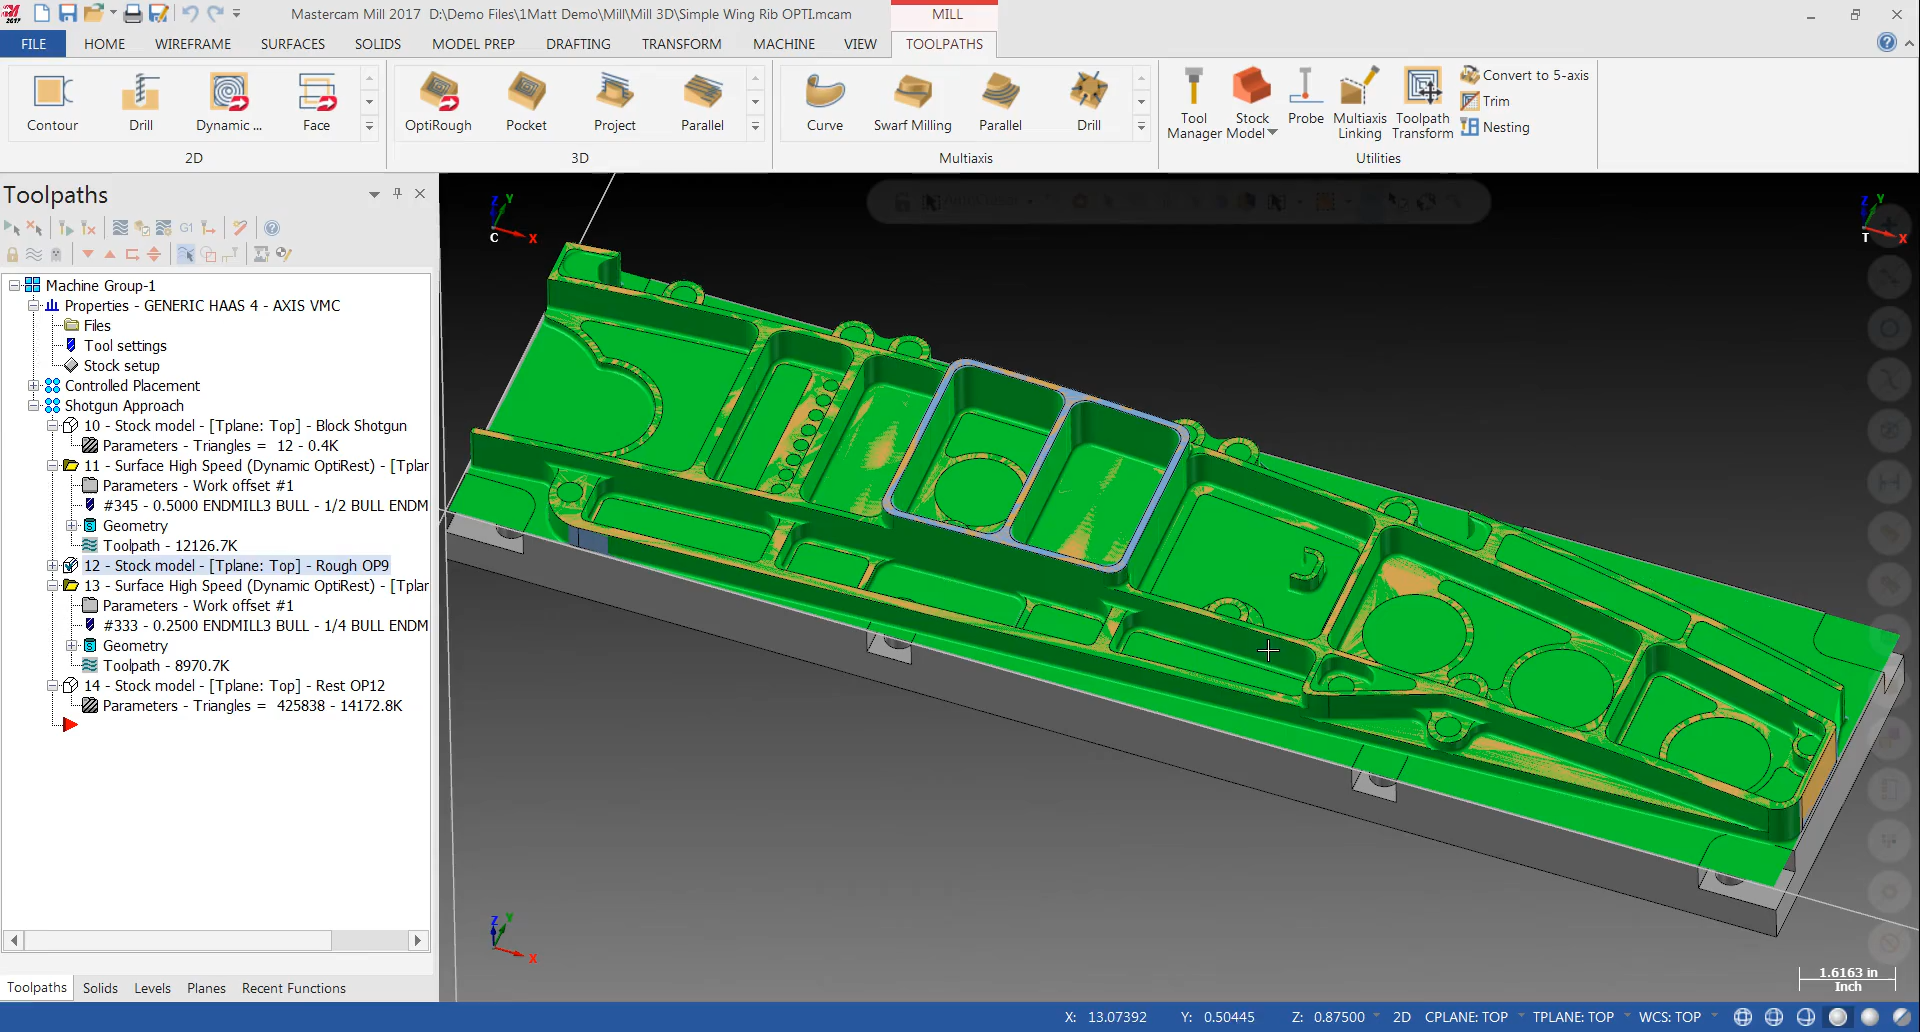 2017
Mastercam Mill 2017  D:\Demo Files\1Matt Demo\Mill\Mill 3D\Simple Wing Rib OPTI.mcam
MILL
FILE HOME WIREFRAME SURFACES SOLIDS MODEL PREP DRAFTING TRANSFORM MACHINE VIEW TOOLPATHS
Contour Drill Dynamic ... Face
2D
OptiRough Pocket Project Parallel
3D
Curve Swarf Milling Parallel Drill
Multiaxis
Tool Manager
Stock Model
Probe
Multiaxis Linking
Toolpath Transform
Convert to 5-axis
Trim
Nesting
Utilities
Toolpaths
G1
Machine Group-1
Properties - GENERIC HAAS 4 - AXIS VMC
Files
Tool settings
Stock setup
Controlled Placement
Shotgun Approach
10 - Stock model - [Tplane: Top] - Block Shotgun
Parameters - Triangles =  12 - 0.4K
11 - Surface High Speed (Dynamic OptiRest) - [Tplar
Parameters - Work offset #1
#345 - 0.5000 ENDMILL3 BULL - 1/2 BULL ENDM
Geometry
Toolpath - 12126.7K
12 - Stock model - [Tplane: Top] - Rough OP9
13 - Surface High Speed (Dynamic OptiRest) - [Tplar
Parameters - Work offset #1
#333 - 0.2500 ENDMILL3 BULL - 1/4 BULL ENDM
Geometry
Toolpath - 8970.7K
14 - Stock model - [Tplane: Top] - Rest OP12
Parameters - Triangles =  425838 - 14172.8K
Toolpaths Solids Levels Planes Recent Functions
Z Y X C
Z Y X T
Z Y X
1.6163 in
Inch
X: 13.07392 Y: 0.50445 Z: 0.87500 2D CPLANE: TOP TPLANE: TOP WCS: TOP